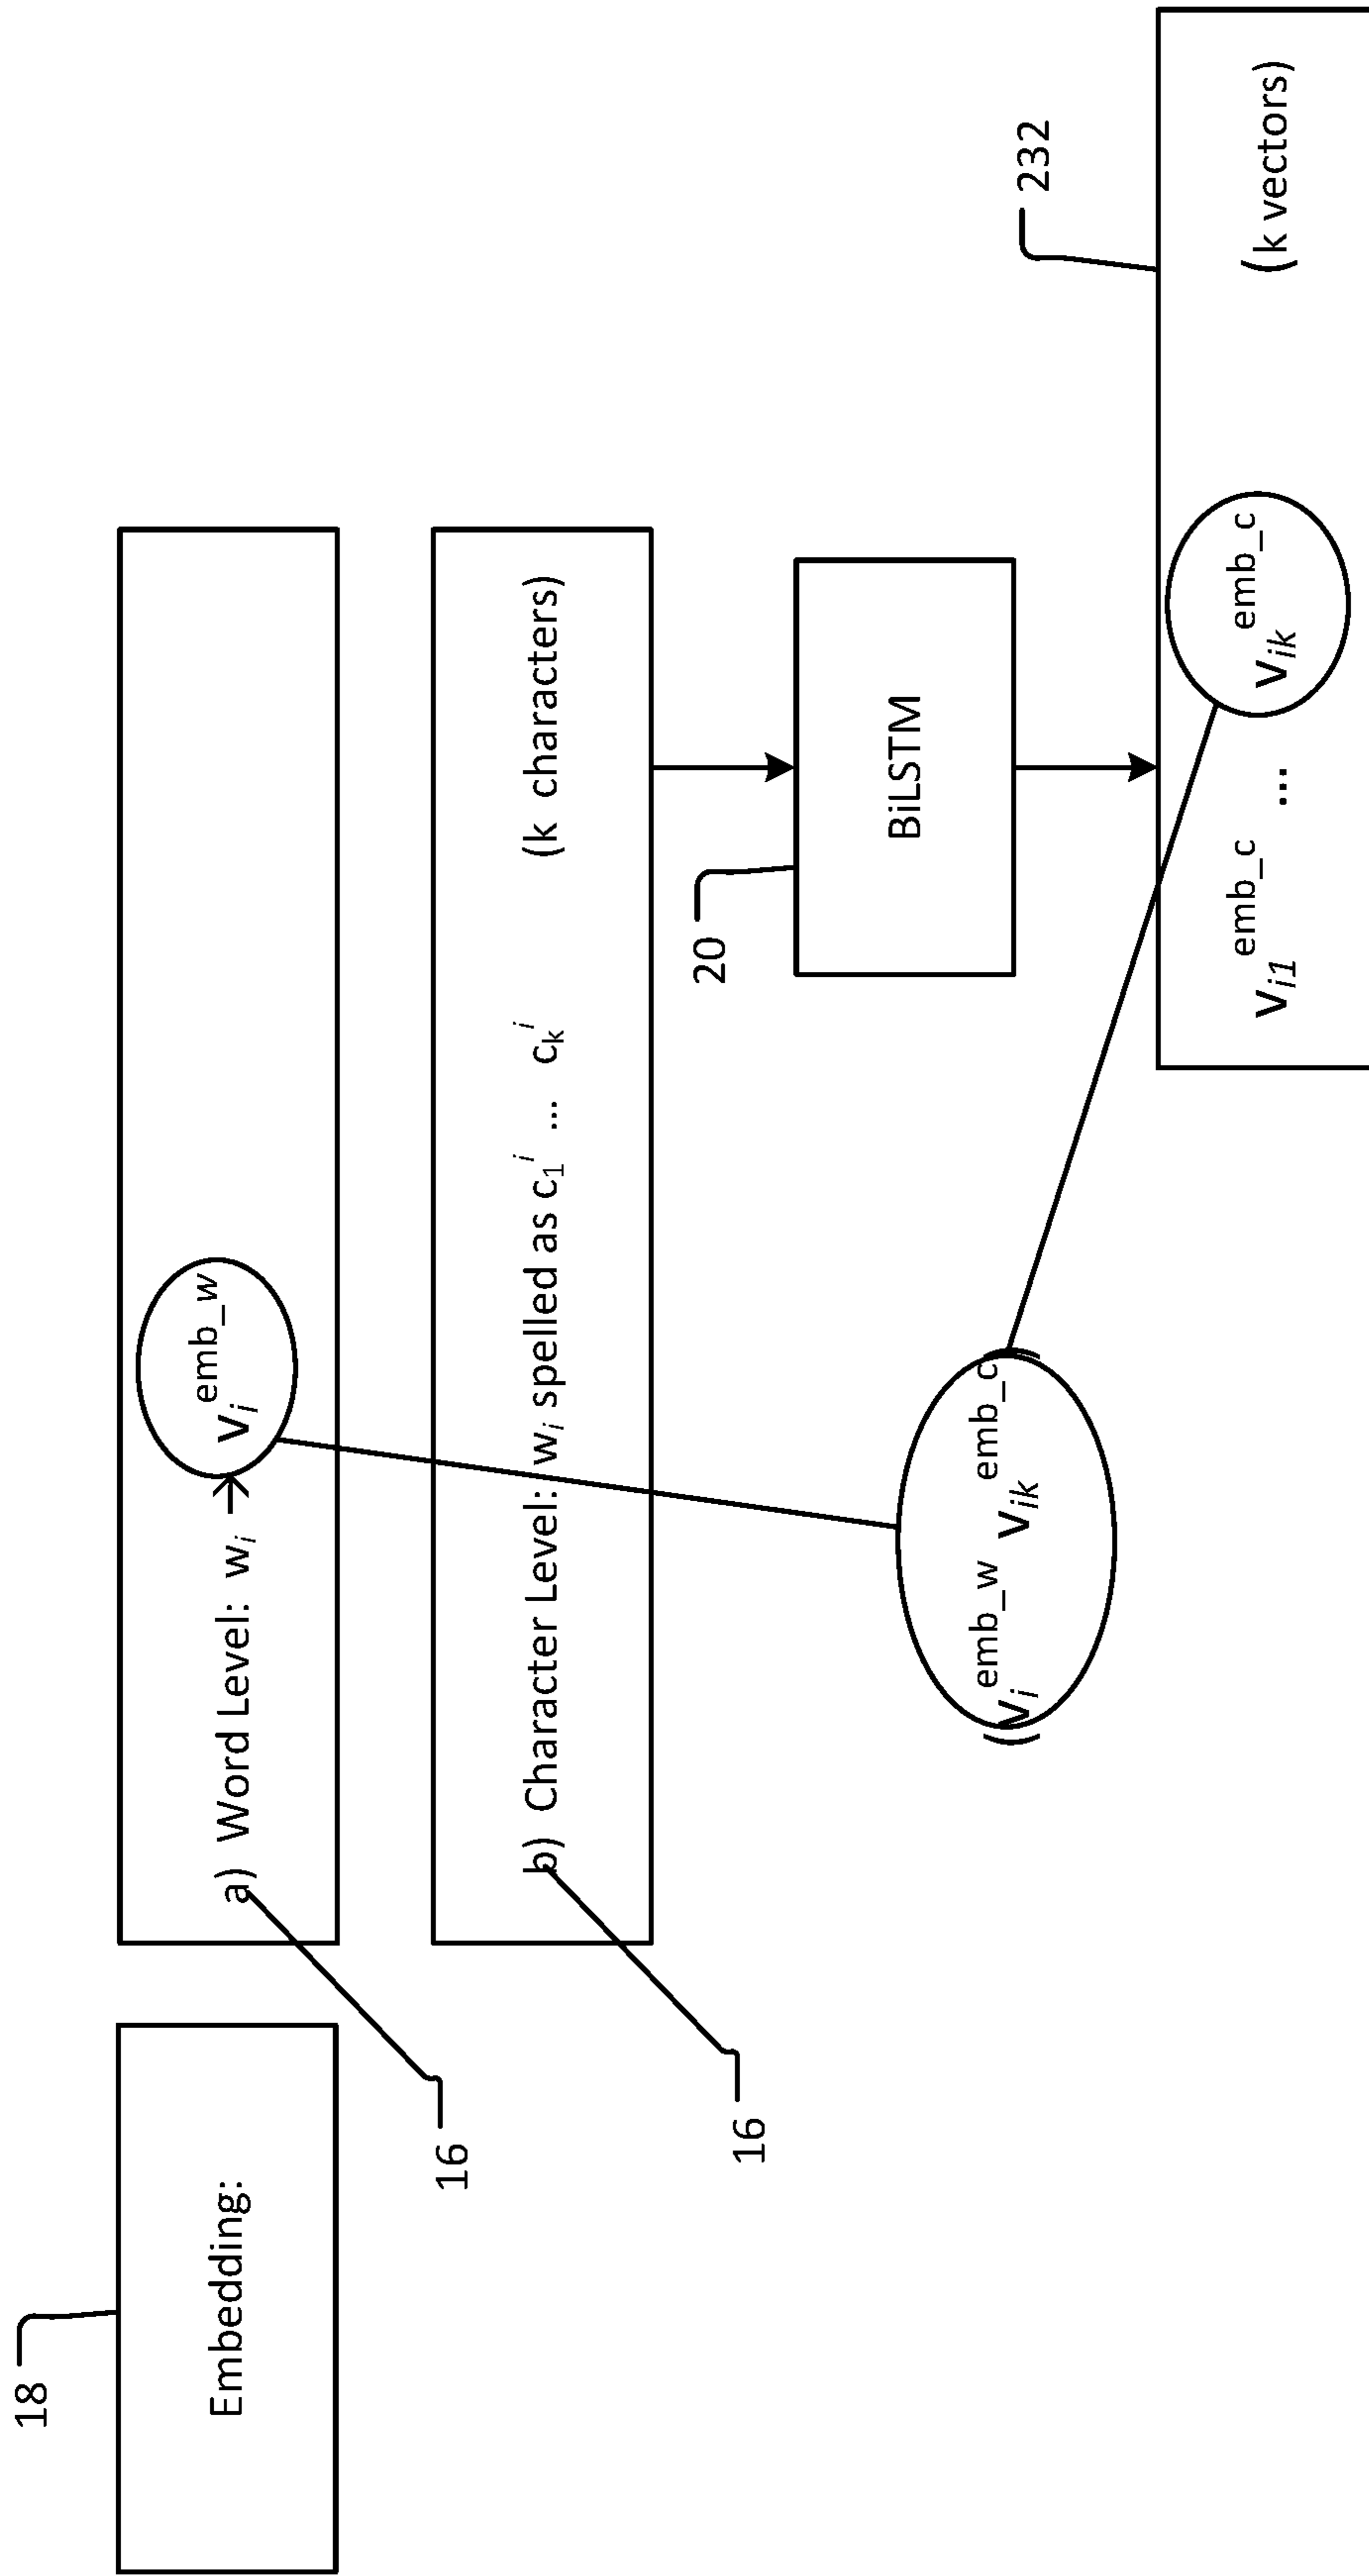 18
Embedding:
16
a) Word Level: wᵢ → vᵢ^emb_w
16
b) Character Level: wᵢ spelled as c₁ⁱ ... cₖⁱ (k characters)
20
BiLSTM
(vᵢ^emb_w vᵢₖ^emb_c)
232
vᵢ₁^emb_c ... vᵢₖ^emb_c (k vectors)